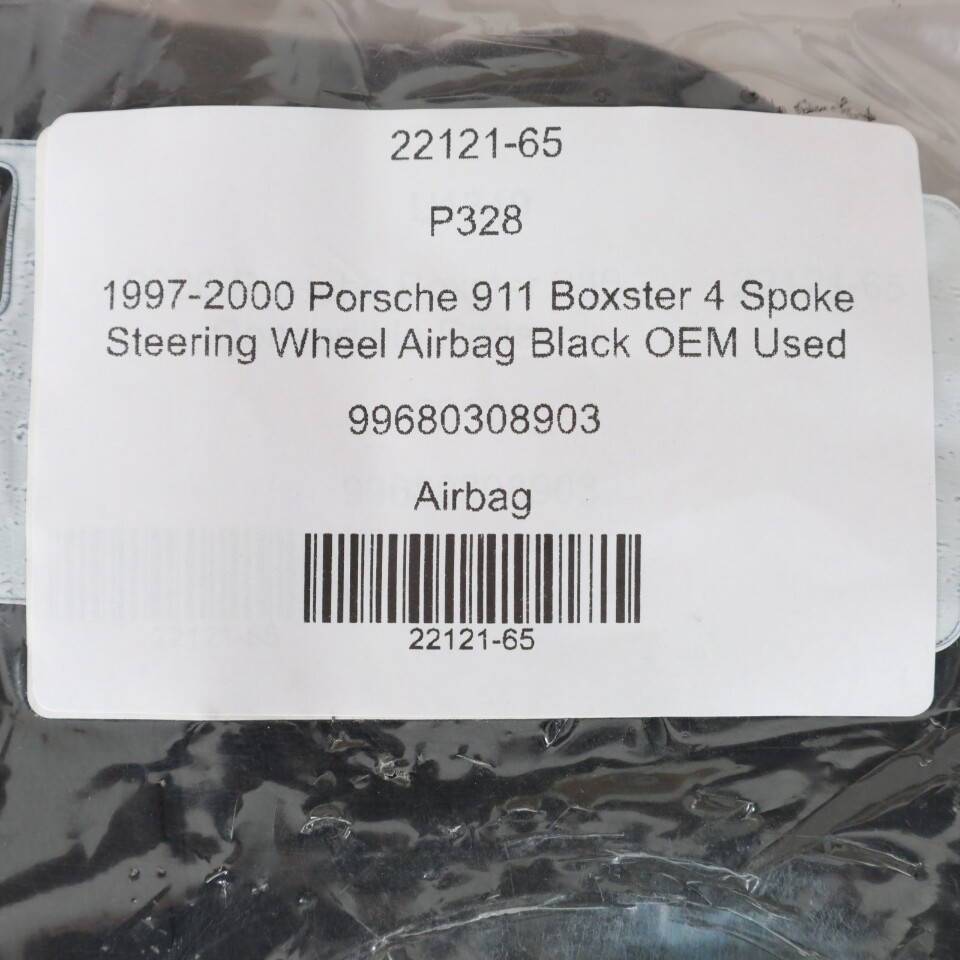 22121-65
P328
1997-2000 Porsche 911 Boxster 4 Spoke
Steering Wheel Airbag Black OEM Used
99680308903
Airbag
22121-65